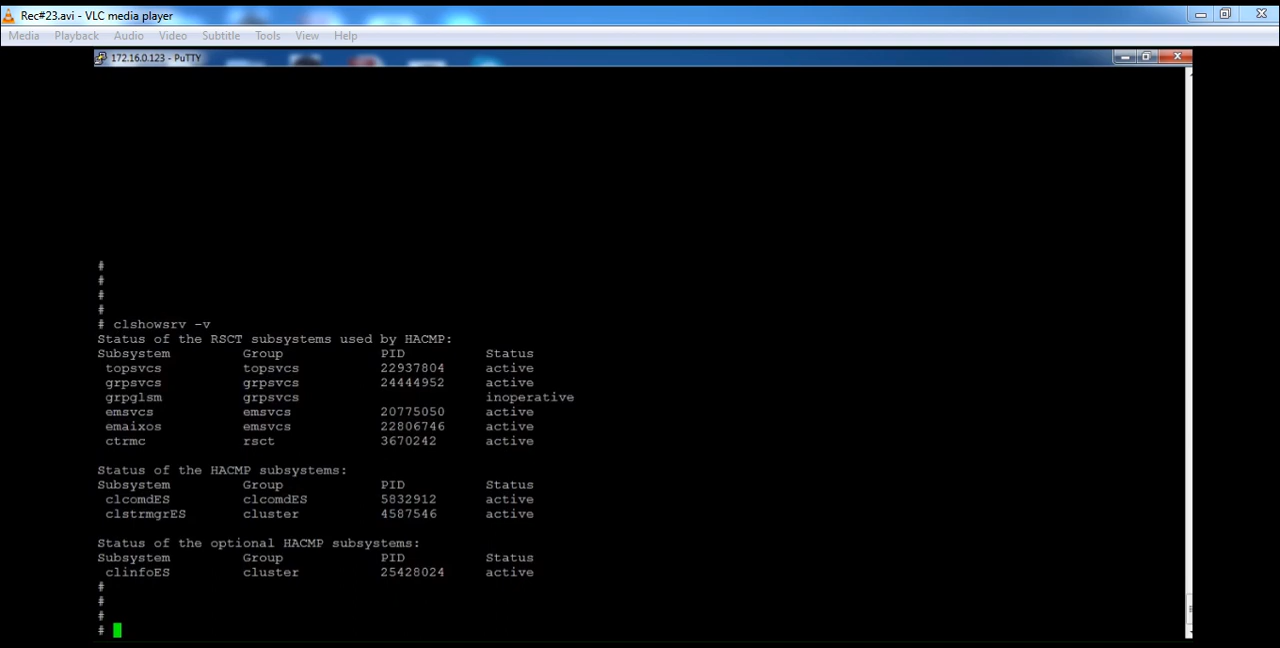 Rec#23.avi - VLC media player
Media Playback Audio Video Subtitle Tools View Help
172.16.0.123 - PuTTY
#
#
#
#
# clshowsrv -v
Status of the RSCT subsystems used by HACMP:
Subsystem Group PID Status
topsvcs topsvcs 22937804 active
grpsvcs grpsvcs 24444952 active
grpglsm grpsvcs inoperative
emsvcs emsvcs 20775050 active
emaixos emsvcs 22806746 active
ctrmc rsct 3670242 active
Status of the HACMP subsystems:
Subsystem Group PID Status
clcomdES clcomdES 5832912 active
clstrmgrES cluster 4587546 active
Status of the optional HACMP subsystems:
Subsystem Group PID Status
clinfoES cluster 25428024 active
#
#
#
#